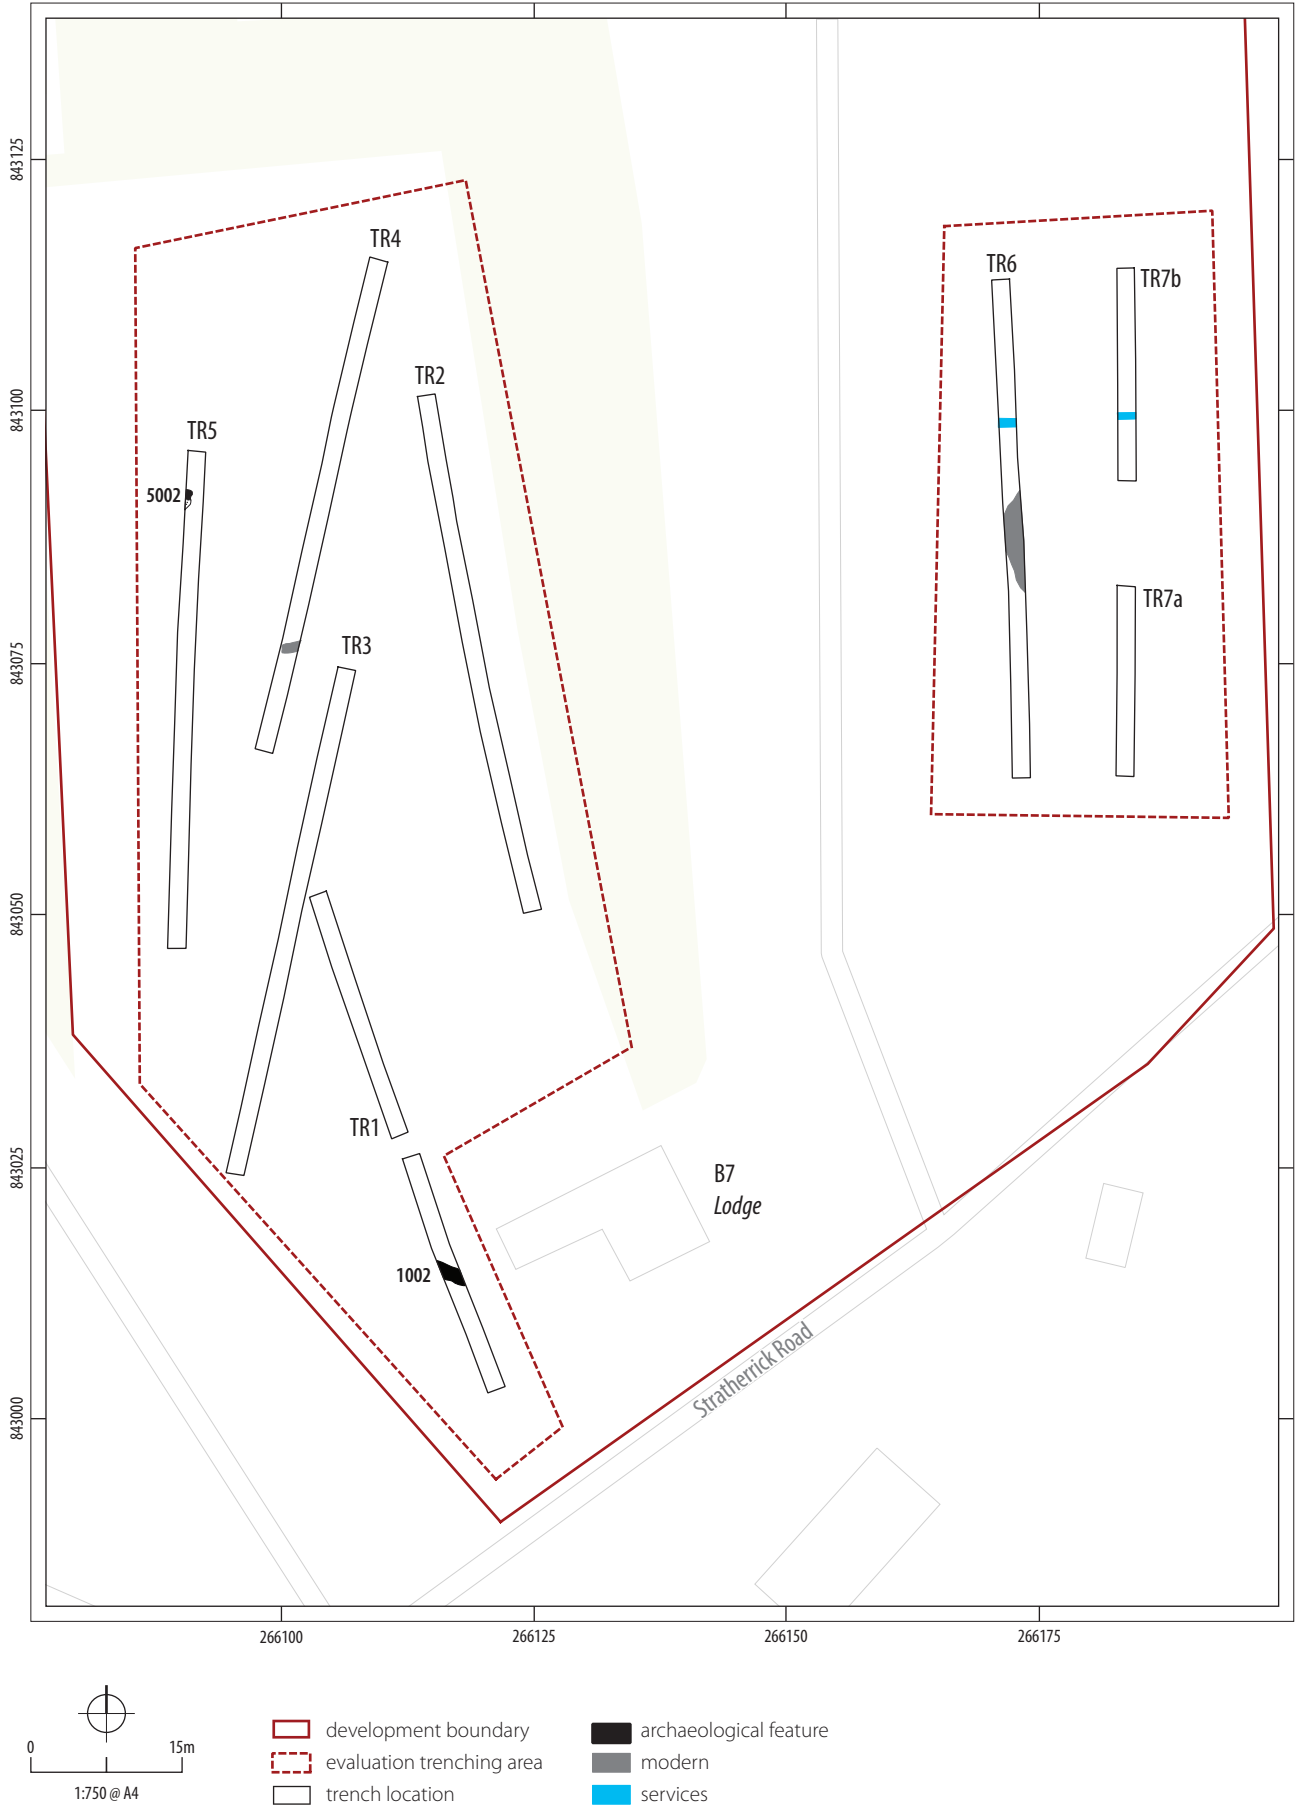 TR4
TR6
TR7b
TR2
TR5
5002
TR7a
TR3
TR1
B7
Lodge
1002
Stratherrick Road
843125
843100
843075
843050
843025
843000
266100
266125
266150
266175
0 15m
1:750 @ A4
development boundary
evaluation trenching area
trench location
archaeological feature
modern
services